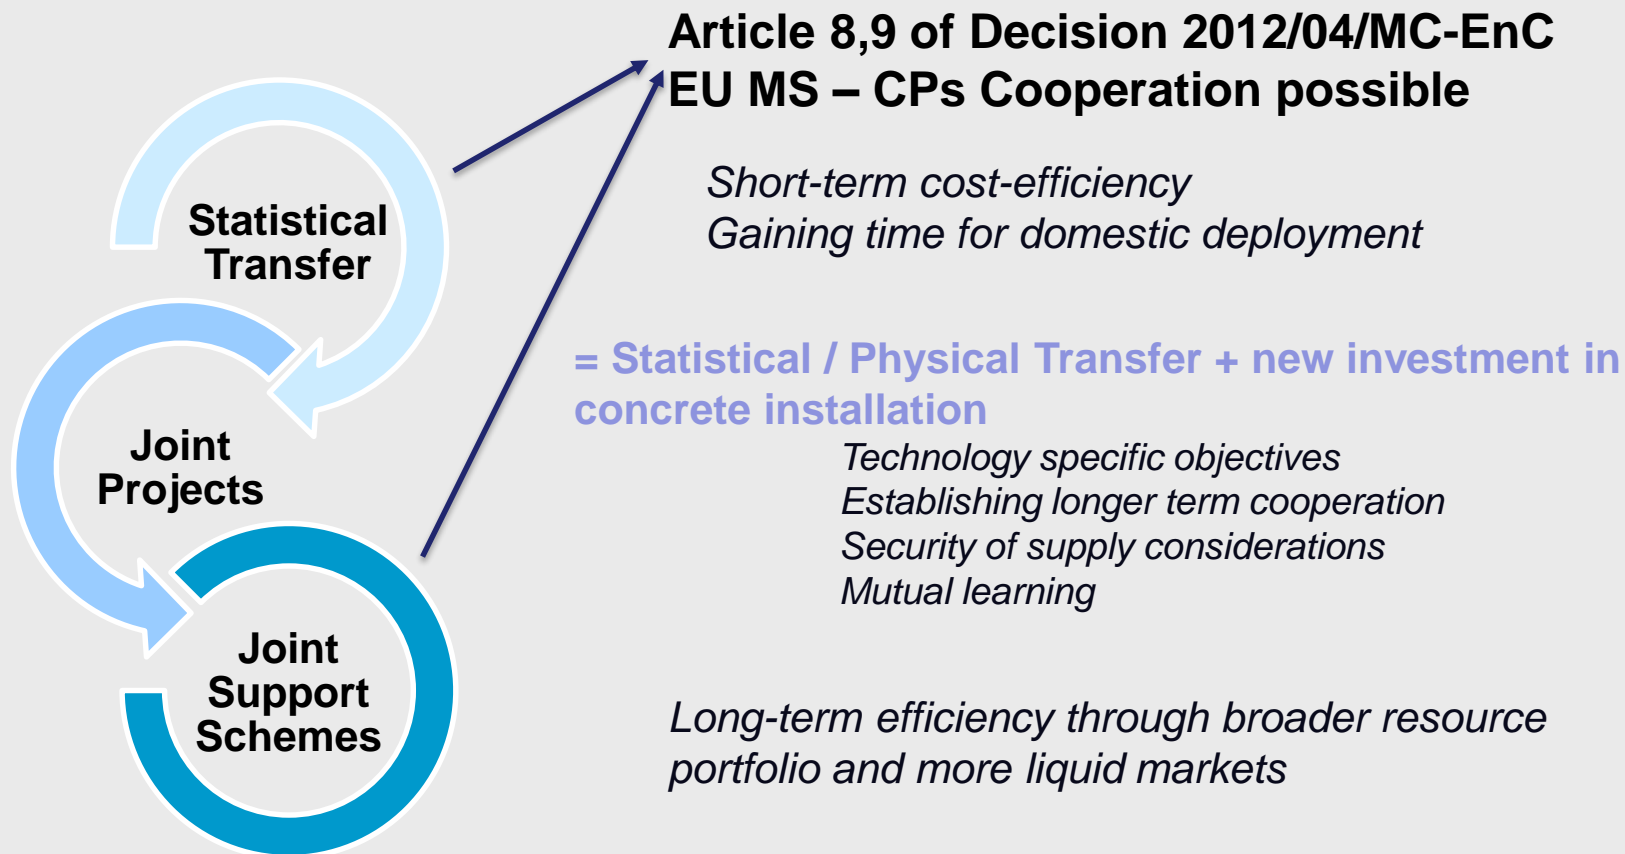 Article 8,9 of Decision 2012/04/MC-EnC
EU MS – CPs Cooperation possible
Statistical
Transfer
Short-term cost-efficiency
Gaining time for domestic deployment
Joint
Projects
= Statistical / Physical Transfer + new investment in
concrete installation
Technology specific objectives
Establishing longer term cooperation
Security of supply considerations
Mutual learning
Joint
Support
Schemes
Long-term efficiency through broader resource
portfolio and more liquid markets